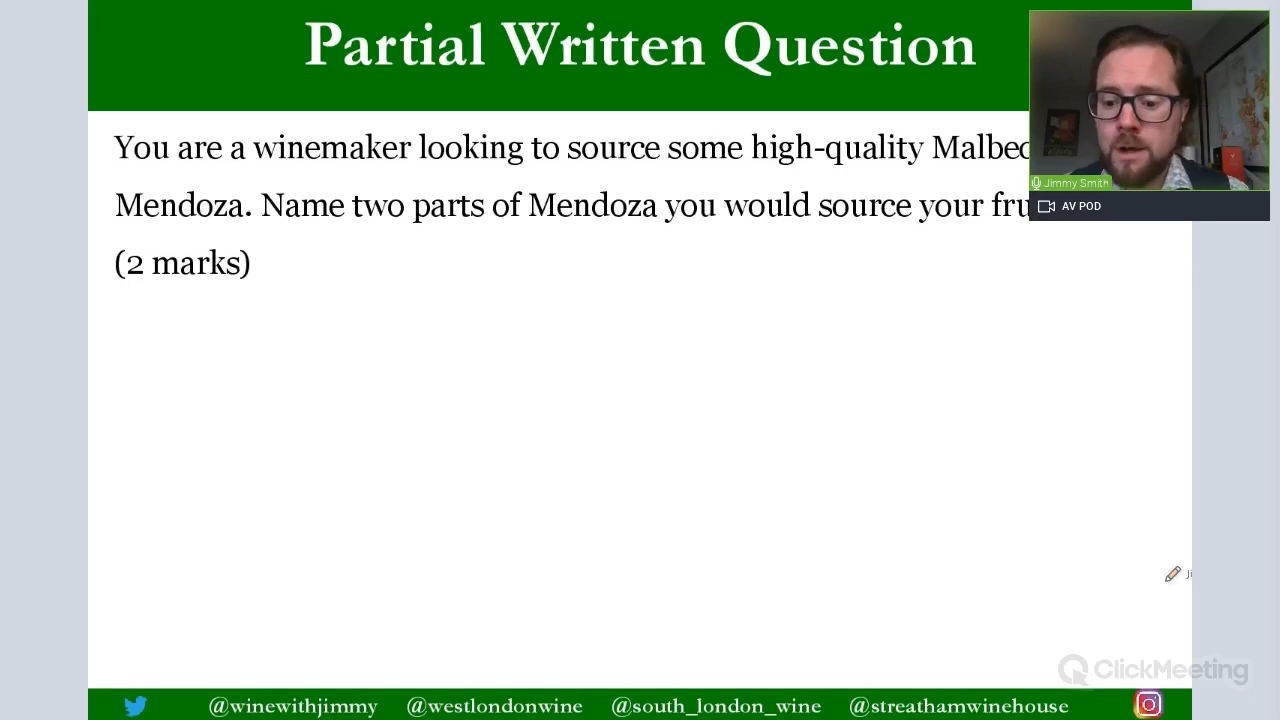 Partial Written Question
You are a winemaker looking to source some high-quality Malbec
Mendoza. Name two parts of Mendoza you would source your
(2 marks)
Jimmy Smith
AV POD
ClickMeeting
@winewithjimmy @westlondonwine @south_london_wine @streathamwinehouse